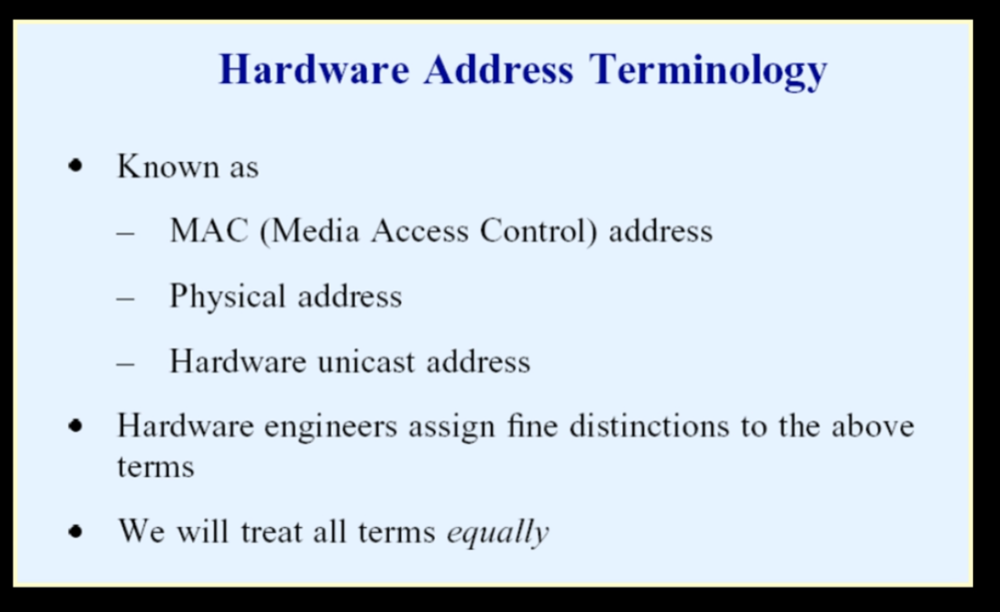 Hardware Address Terminology
• Known as
– MAC (Media Access Control) address
– Physical address
– Hardware unicast address
• Hardware engineers assign fine distinctions to the above
terms
• We will treat all terms equally